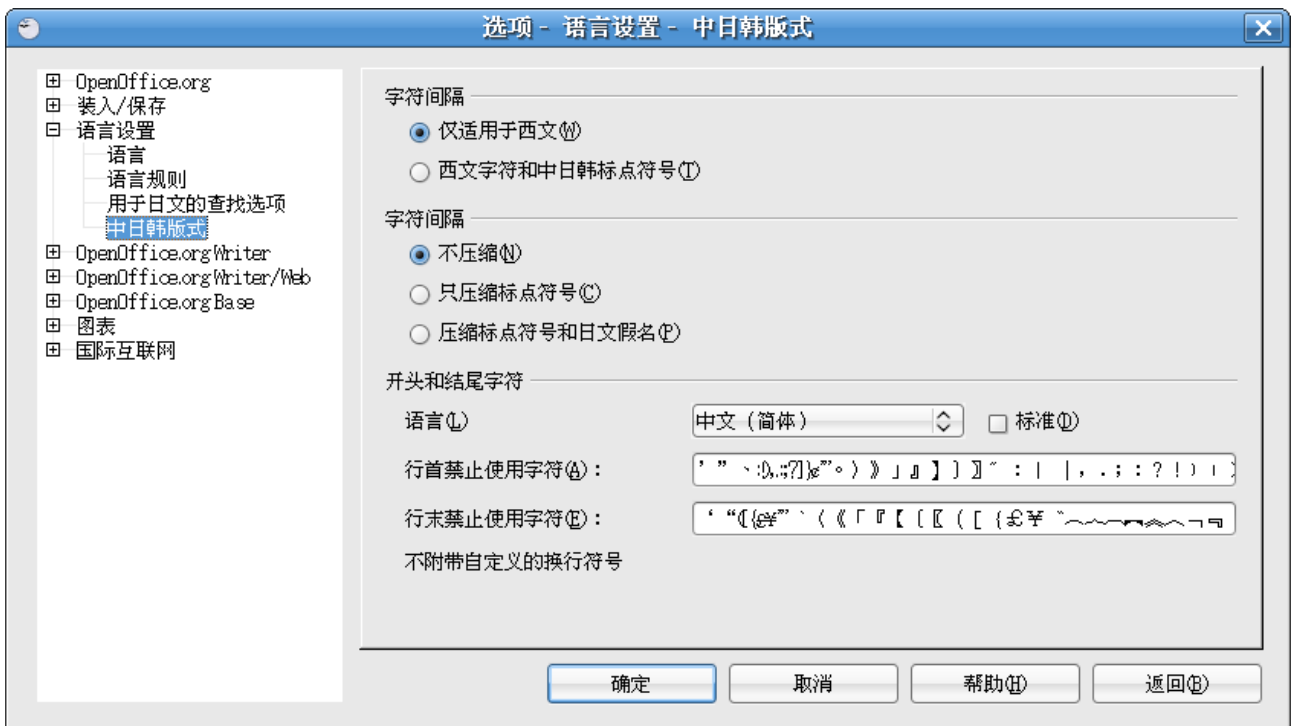 选项 - 语言设置 - 中日韩版式
OpenOffice.org
装入/保存
语言设置
语言
语言规则
用于日文的查找选项
中日韩版式
OpenOffice.org Writer
OpenOffice.org Writer/Web
OpenOffice.org Base
图表
国际互联网
字符间隔
仅适用于西文(W)
西文字符和中日韩标点符号(T)
字符间隔
不压缩(N)
只压缩标点符号(C)
压缩标点符号和日文假名(P)
开头和结尾字符
语言(L) 中文 (简体) 标准(D)
行首禁止使用字符(A):
行末禁止使用字符(E):
不附带自定义的换行符号
确定 取消 帮助(H) 返回(B)